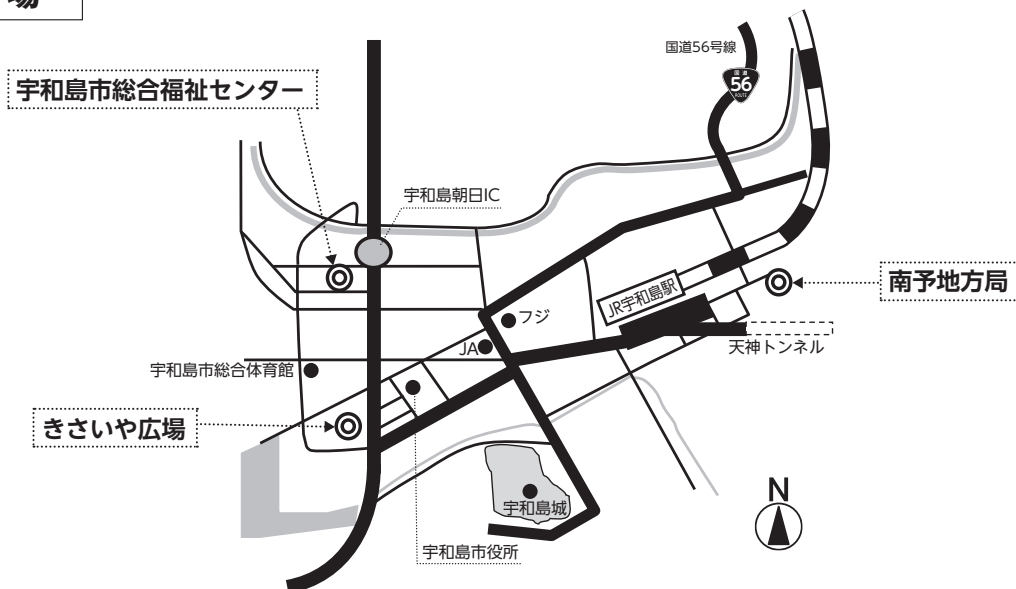 場
国道56号線
国道
56
ROUTE
宇和島市総合福祉センター
宇和島朝日IC
南予地方局
JR宇和島駅
フジ
JA
天神トンネル
宇和島市総合体育館
きさいや広場
宇和島城
宇和島市役所
N